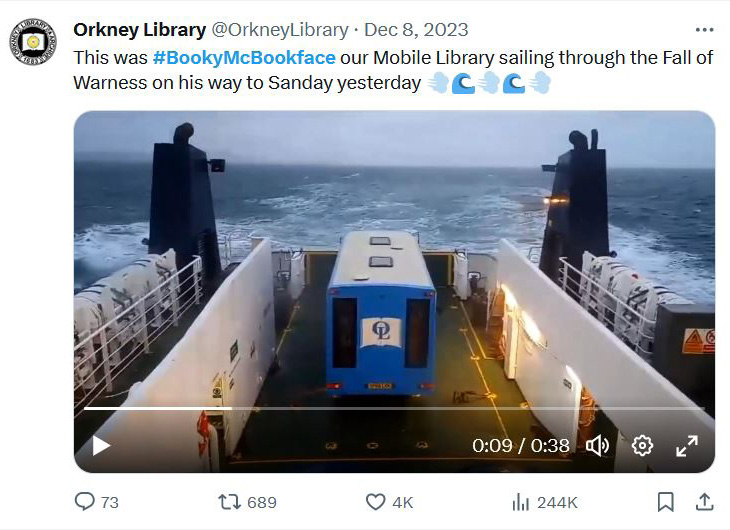 Orkney Library @OrkneyLibrary · Dec 8, 2023
This was #BookyMcBookface our Mobile Library sailing through the Fall of
Warness on his way to Sanday yesterday 💨🌊💨🌊💨
OL
0:09 / 0:38
73 689 4K 244K